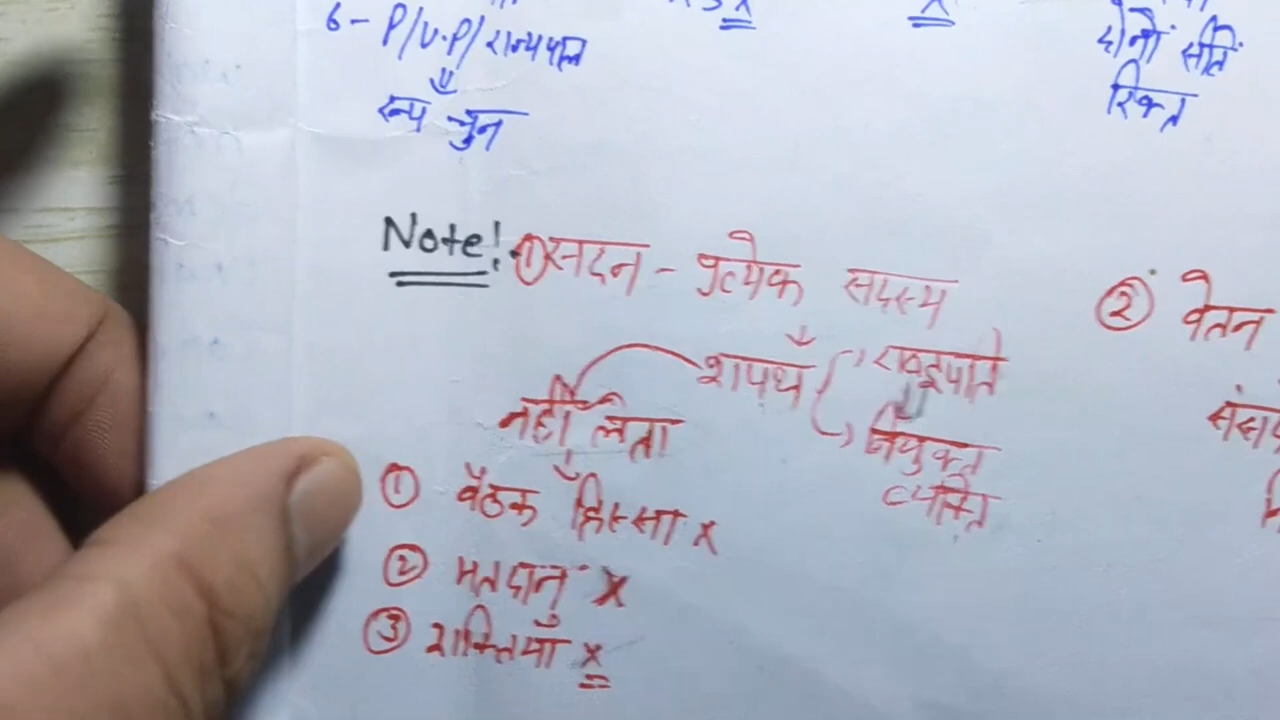 6- P/V.P/ राज्यपाल
चुन
दोनों सीटें
रिक्त
Note! ① सदन - प्रत्येक सदस्य
शपथ राष्ट्रपति
नहीं लेता
नियुक्त
व्यक्ति
① बैठक हिस्सा x
② मतदान x
③ शक्तियाँ x
② वेतन